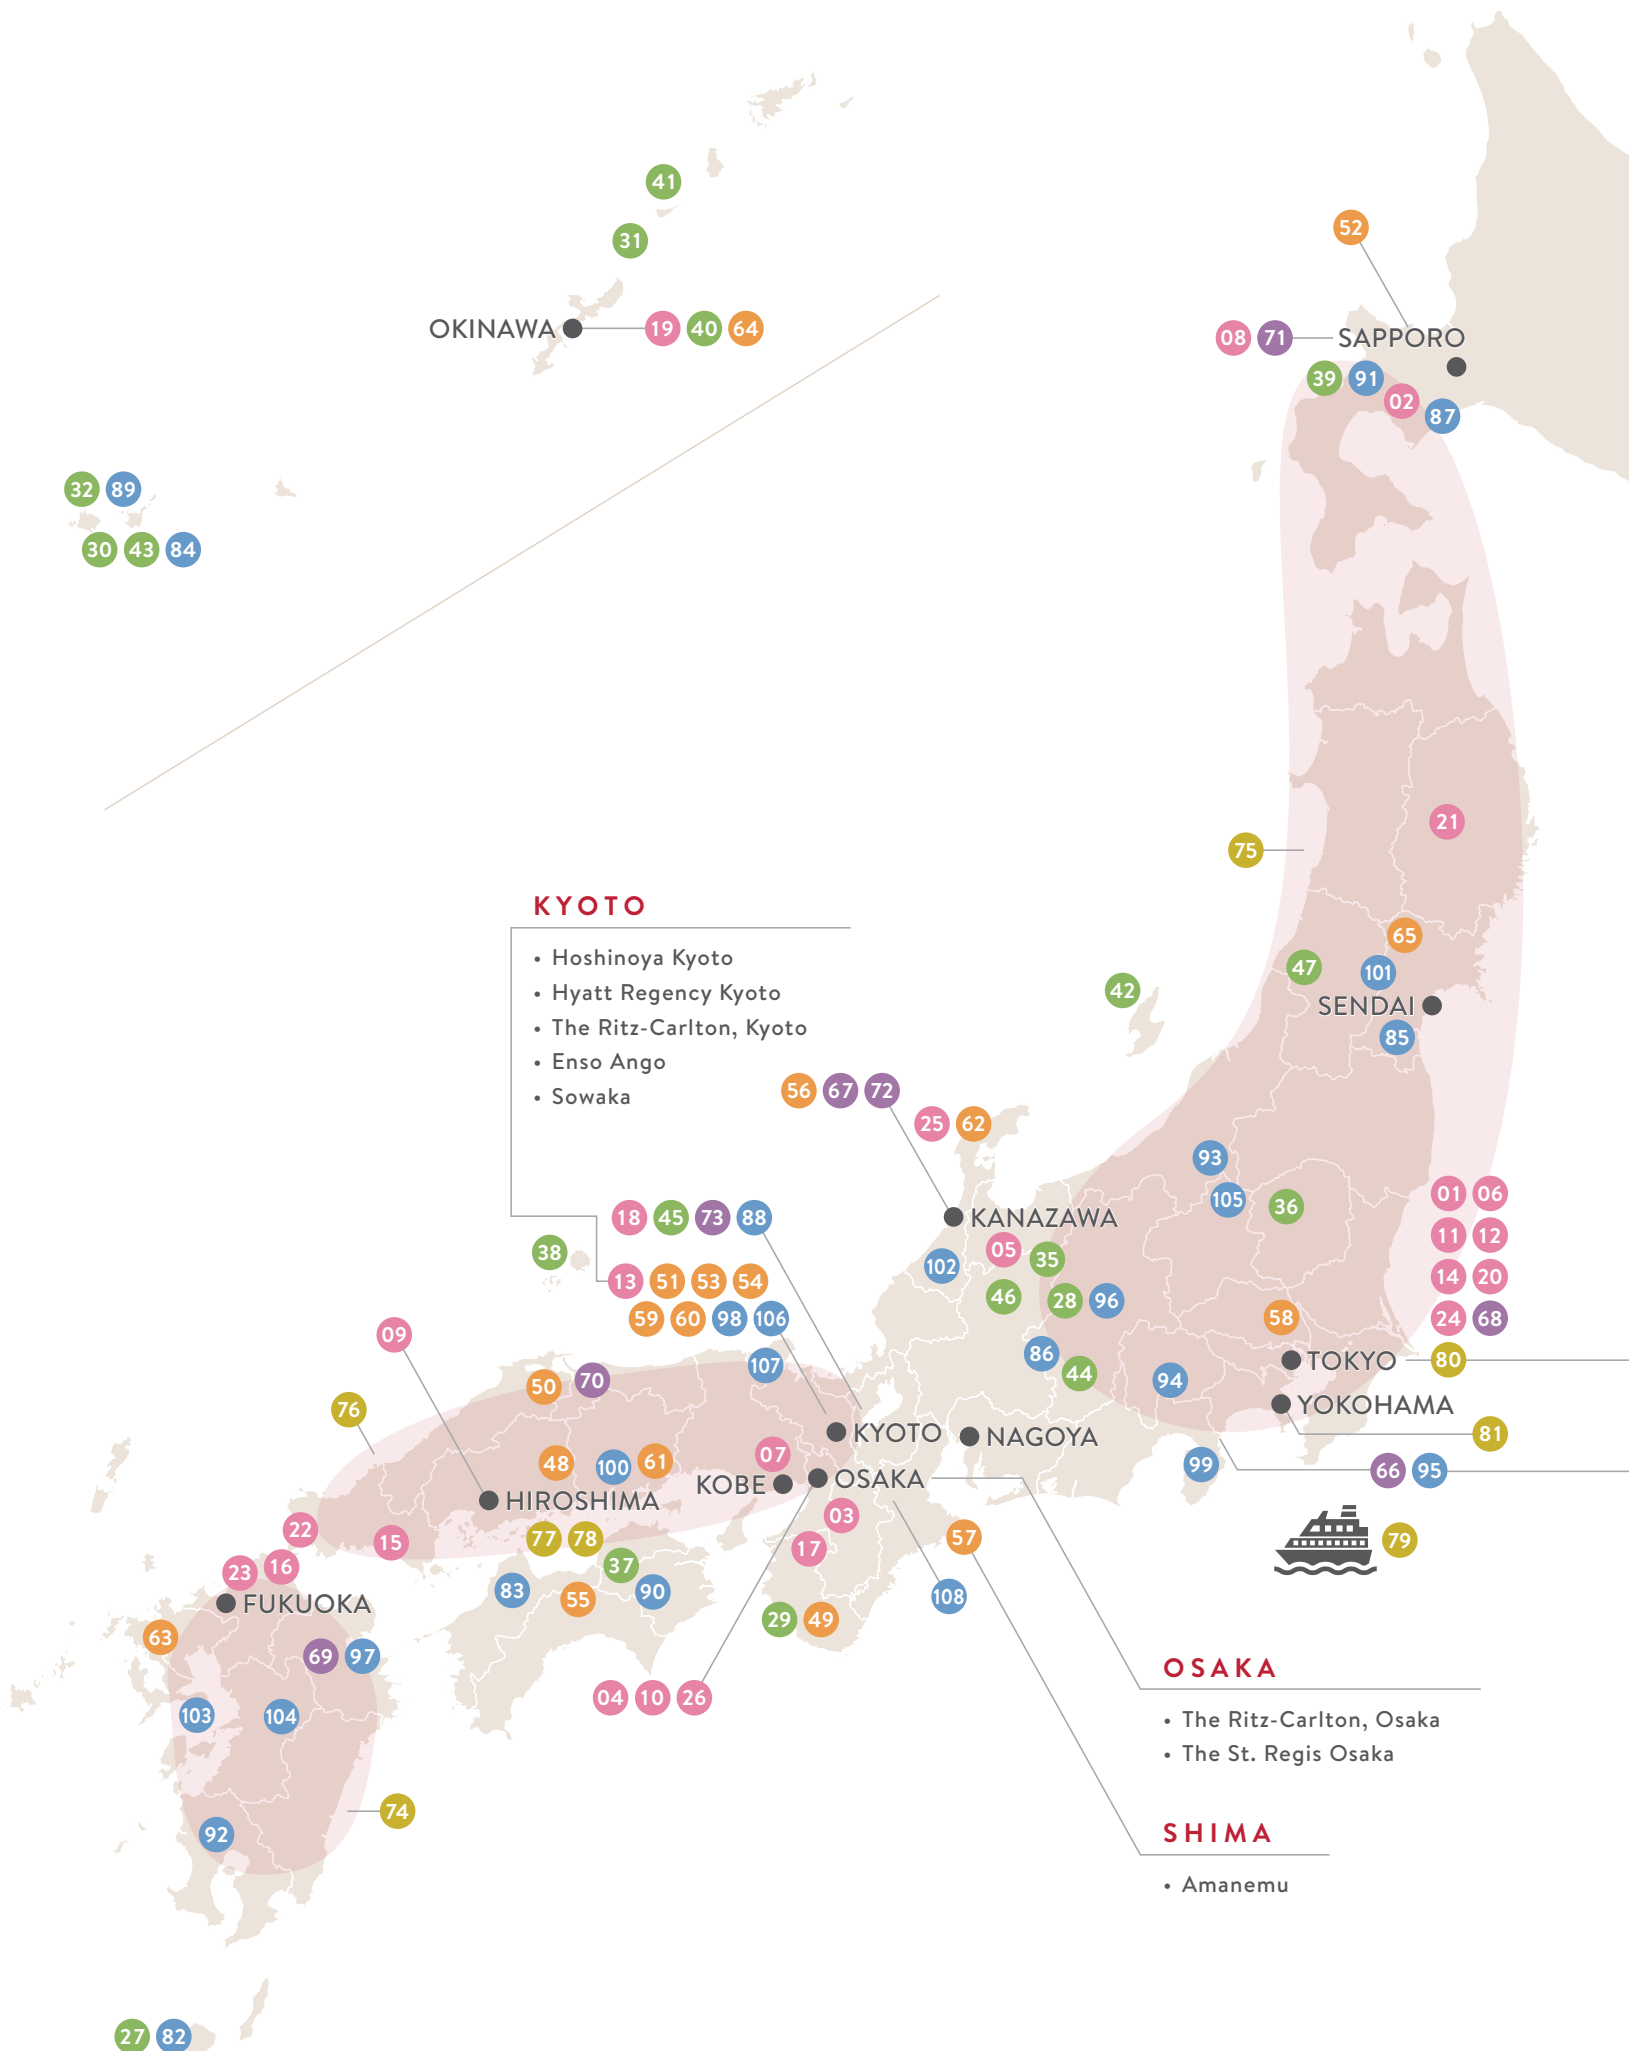 41
31
52
OKINAWA 19 40 64
08 71 SAPPORO
39 91 02 87
32 89
30 43 84
21
75
KYOTO
• Hoshinoya Kyoto
• Hyatt Regency Kyoto
• The Ritz-Carlton, Kyoto
• Enso Ango
• Sowaka
65
47 101
42
SENDAI
85
56 67 72
25 62
93
105 36
01 06
11 12
14 20
24 68
18 45 73 88
KANAZAWA
38
05 35
102
13 51 53 54
46 28 96
59 60 98 106
58
09
86 44
107
TOKYO 80
94
50 70
76
YOKOHAMA
81
KYOTO
NAGOYA
07
48 100 61
99
66 95
KOBE
OSAKA
HIROSHIMA
22
15
03
17
77 78
57
79
23 16
37
83 55 90
FUKUOKA
108
63
29 49
69 97
OSAKA
04 10 26
103 104
• The Ritz-Carlton, Osaka
• The St. Regis Osaka
74
92
SHIMA
• Amanemu
27 82